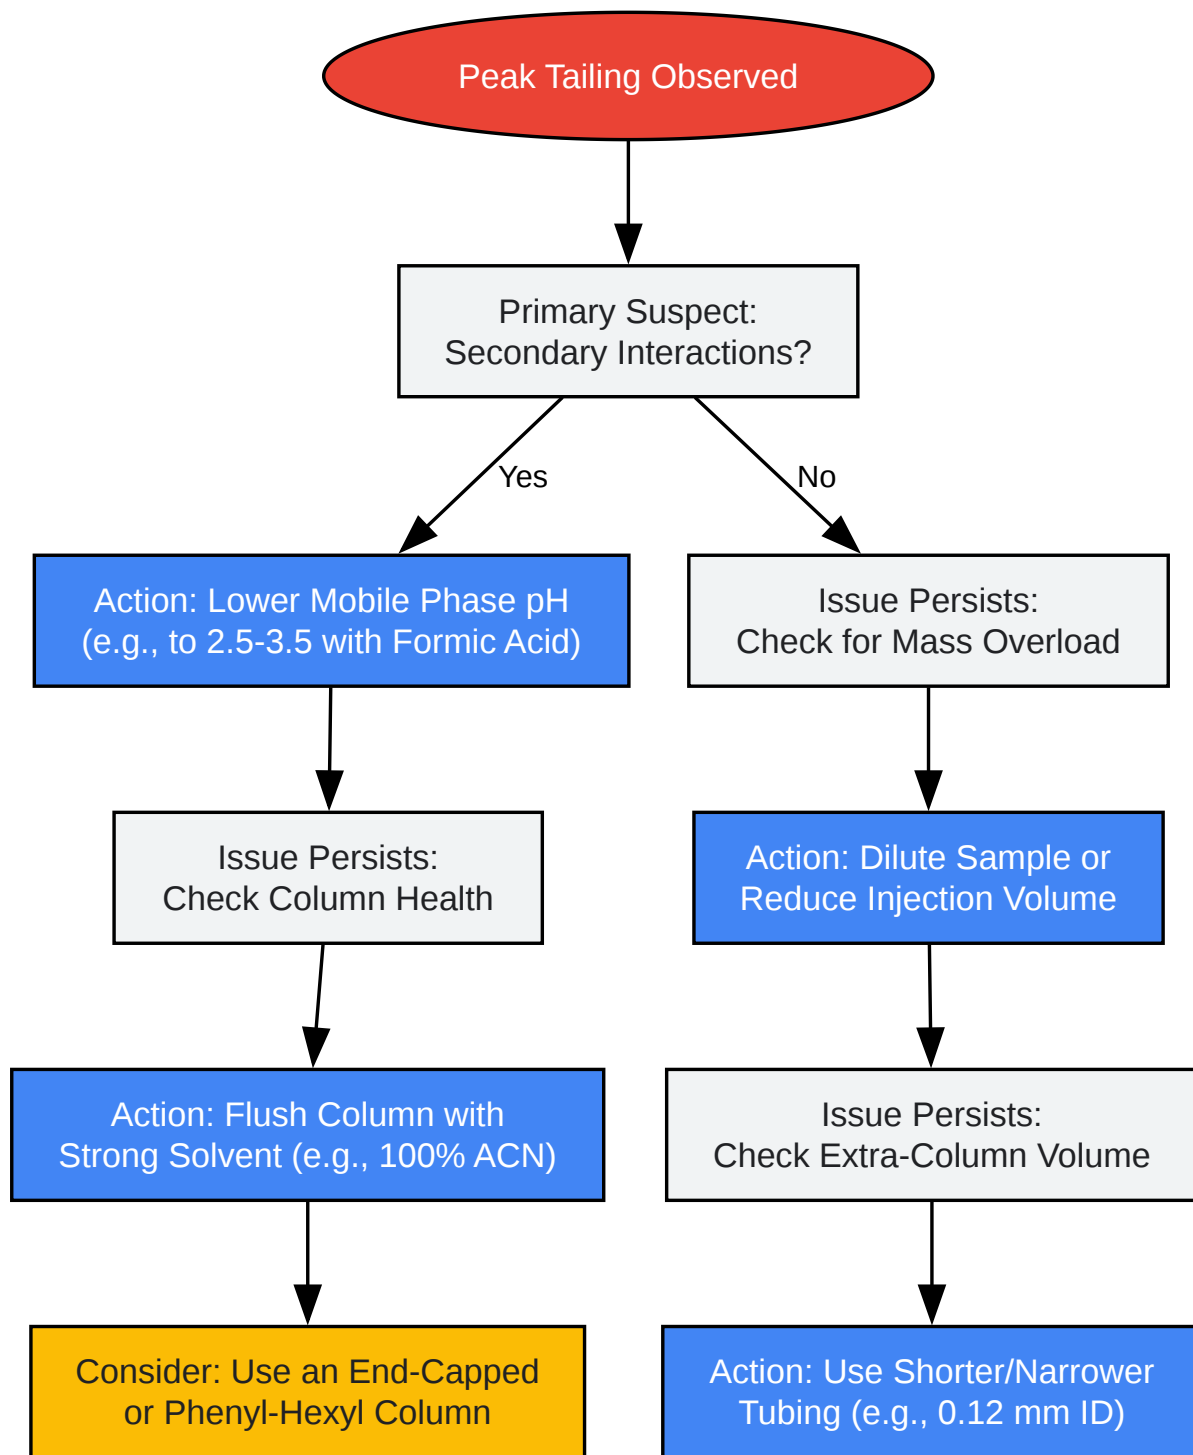 Peak Tailing Observed
Primary Suspect:
Secondary Interactions?
Yes
No
Action: Lower Mobile Phase pH
(e.g., to 2.5-3.5 with Formic Acid)
Issue Persists:
Check for Mass Overload
Issue Persists:
Check Column Health
Action: Dilute Sample or
Reduce Injection Volume
Action: Flush Column with
Strong Solvent (e.g., 100% ACN)
Issue Persists:
Check Extra-Column Volume
Consider: Use an End-Capped
or Phenyl-Hexyl Column
Action: Use Shorter/Narrower
Tubing (e.g., 0.12 mm ID)